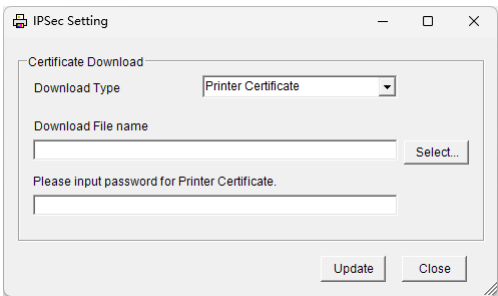 IPSec Setting
Certificate Download
Download Type
Printer Certificate
Download File name
Select...
Please input password for Printer Certificate.
Update
Close